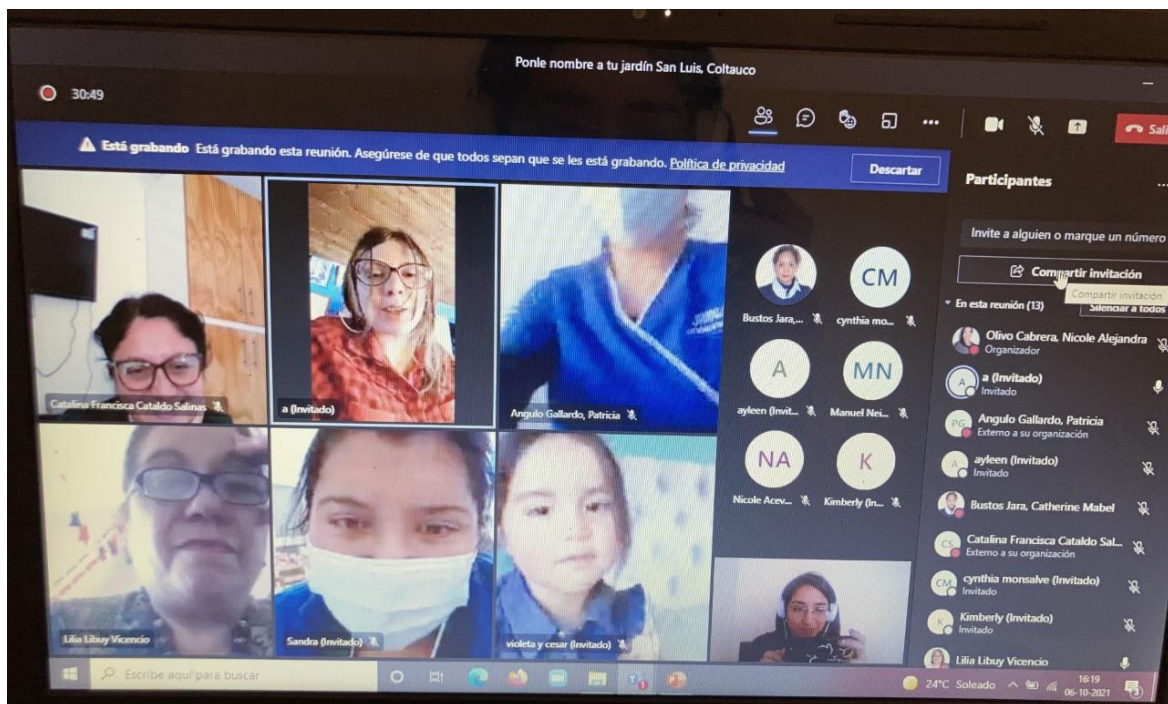 Ponle nombre a tu jardín San Luis, Coltauco
30:49
Está grabando Está grabando esta reunión. Asegúrese de que todos sepan que se les está grabando. Política de privacidad
Descartar
Sali
Catalina Francisca Cataldo Salinas
a (Invitado)
Angulo Gallardo, Patricia
Lilia Libuy Vicencio
Sandra (Invitado)
violeta y cesar (Invitado)
Bustos Jara,...
CM
cynthia mo...
A
ayleen (Invit...
MN
Manuel Nei...
NA
Nicole Acev...
K
Kimberly (In...
Participantes
...
Invite a alguien o marque un número
Compartir invitación
Compartir invitación
En esta reunión (13)
Silenciar a todos
Olivo Cabrera, Nicole Alejandra
Organizador
A
a (Invitado)
Invitado
PG
Angulo Gallardo, Patricia
Externo a su organización
A
ayleen (Invitado)
Invitado
Bustos Jara, Catherine Mabel
CS
Catalina Francisca Cataldo Sal...
Externo a su organización
CM
cynthia monsalve (Invitado)
Invitado
K
Kimberly (Invitado)
Invitado
Lilia Libuy Vicencio
Escribe aquí para buscar
24°C Soleado
16:19
06-10-2021